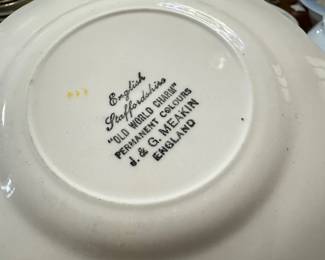 English
Staffordshire
"OLD WORLD CHARM"
PERMANENT COLOURS
J. & G. MEAKIN
ENGLAND